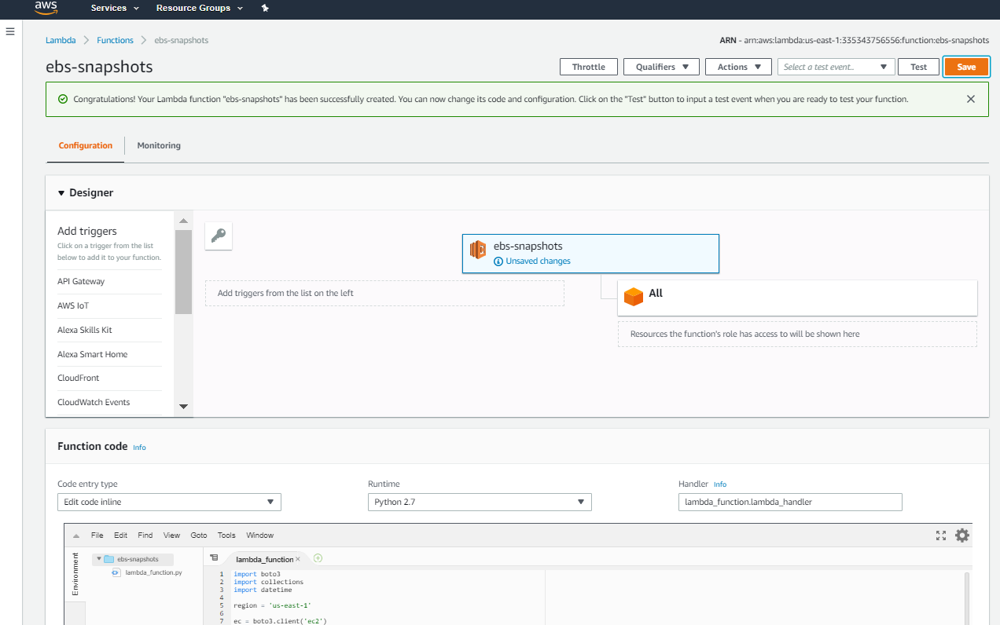 aws
Services
Resource Groups
Lambda
Functions
ebs-snapshots
ARN - arn:aws:lambda:us-east-1:335343756556:function:ebs-snapshots
ebs-snapshots
Throttle
Qualifiers
Actions
Select a test event..
Test
Save
Congratulations! Your Lambda function "ebs-snapshots" has been successfully created. You can now change its code and configuration. Click on the "Test" button to input a test event when you are ready to test your function.
Configuration
Monitoring
Designer
Add triggers
Click on a trigger from the list
below to add it to your function.
API Gateway
AWS IoT
Alexa Skills Kit
Alexa Smart Home
CloudFront
CloudWatch Events
Add triggers from the list on the left
ebs-snapshots
Unsaved changes
All
Resources the function's role has access to will be shown here
Function code Info
Code entry type
Edit code inline
Runtime
Python 2.7
Handler Info
lambda_function.lambda_handler
File Edit Find View Goto Tools Window
Environment
ebs-snapshots
lambda_function.py
lambda_function
1 import boto3
2 import collections
3 import datetime
4
5 region = 'us-east-1'
6
7 ec = boto3.client('ec2')